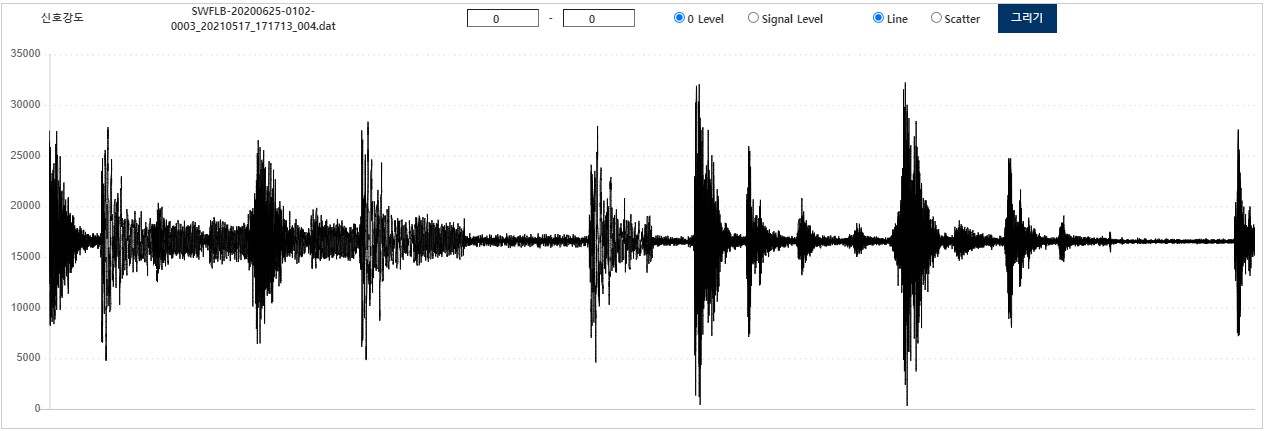 신호강도
SWFLB-20200625-0102-
0003_20210517_171713_004.dat
0 - 0
0 Level Signal Level
Line Scatter
그리기
35000
30000
25000
20000
15000
10000
5000
0